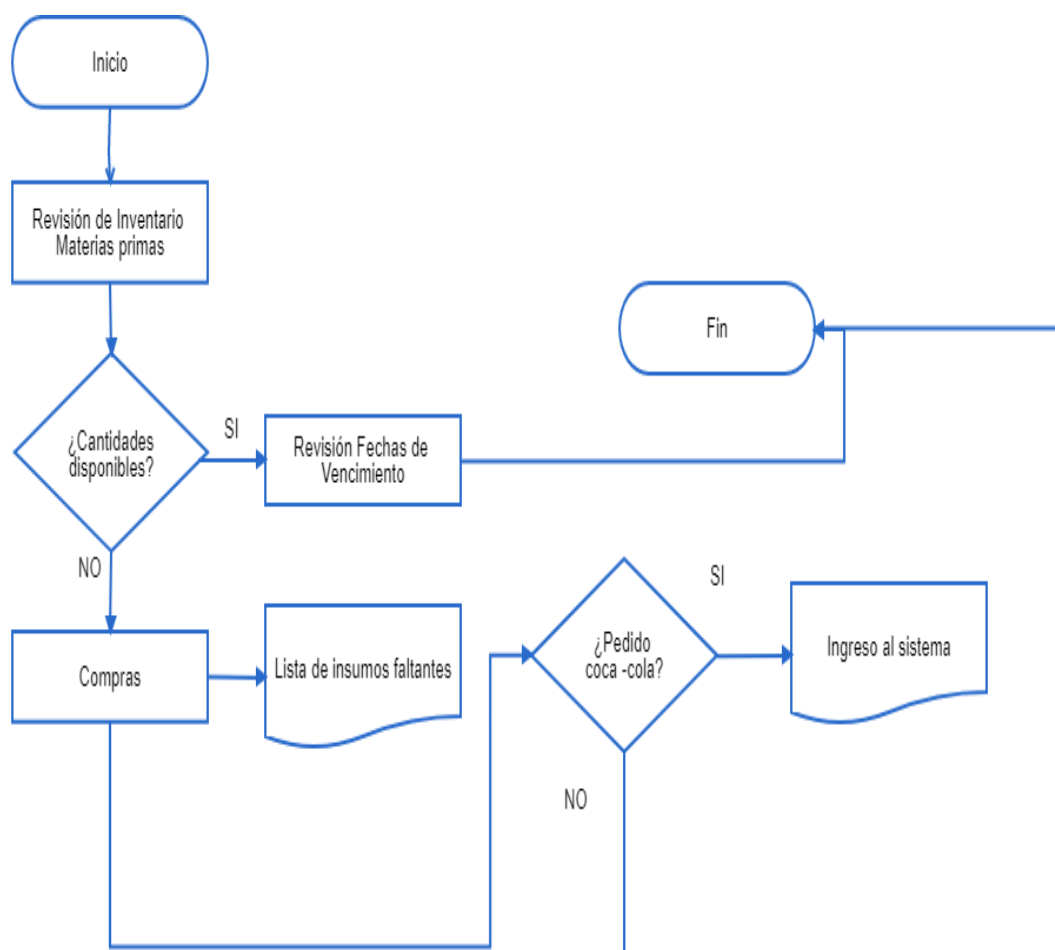 Inicio
Revisión de Inventario
Materias primas
Fin
¿Cantidades
disponibles?
SI
Revisión Fechas de
Vencimiento
NO
Compras
Lista de insumos faltantes
¿Pedido
coca -cola?
SI
Ingreso al sistema
NO